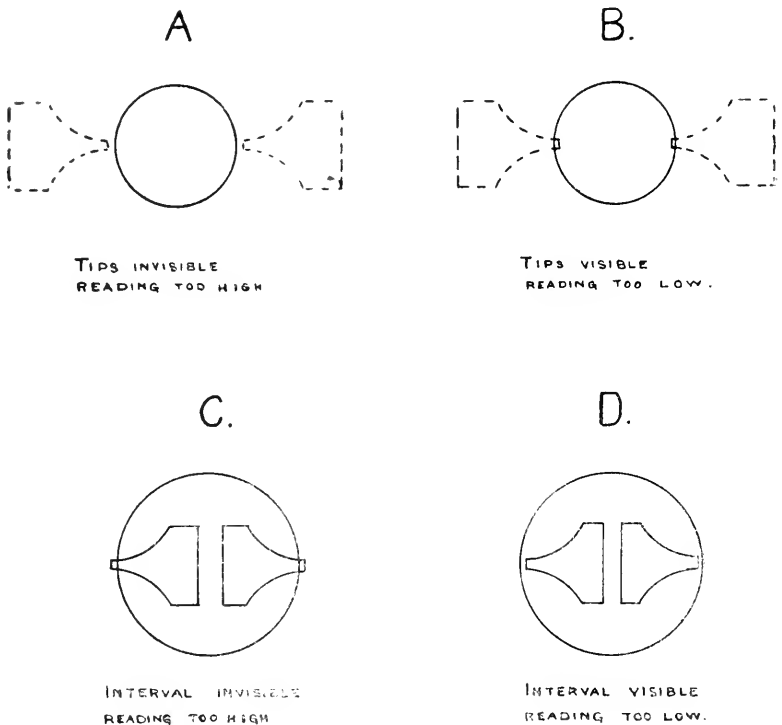 A
B.
TIPS INVISIBLE
READING TOO HIGH
TIPS VISIBLE
READING TOO LOW.
C.
D.
INTERVAL INVISIBLE
READING TOO HIGH
INTERVAL VISIBLE
READING TOO LOW.